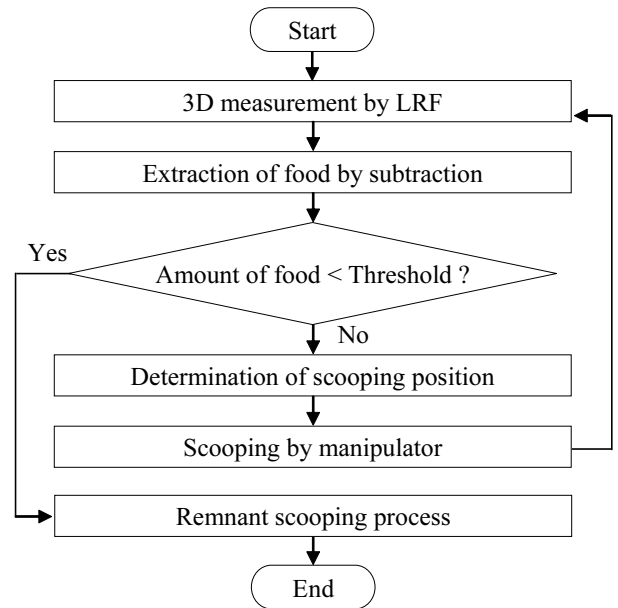 Start
3D measurement by LRF
Extraction of food by subtraction
Yes
Amount of food < Threshold ?
No
Determination of scooping position
Scooping by manipulator
Remnant scooping process
End